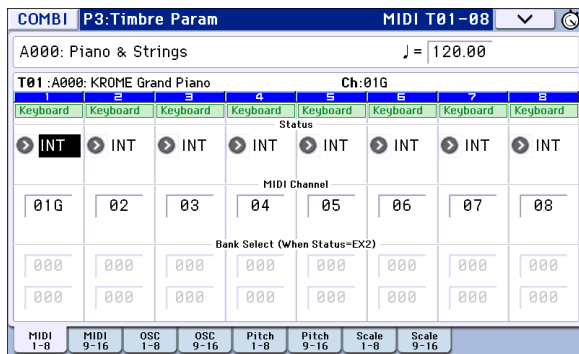 COMBI P3:Timbre Param MIDI T01-08
A000: Piano & Strings ♩= 120.00
T01 :A000: KROME Grand Piano Ch:01G
1 2 3 4 5 6 7 8
Keyboard Keyboard Keyboard Keyboard Keyboard Keyboard Keyboard Keyboard
Status
INT INT INT INT INT INT INT INT
MIDI Channel
01G 02 03 04 05 06 07 08
Bank Select (When Status=EX2)
000 000 000 000 000 000 000 000
000 000 000 000 000 000 000 000
MIDI 1-8 MIDI 9-16 OSC 1-8 OSC 9-16 Pitch 1-8 Pitch 9-16 Scale 1-8 Scale 9-16